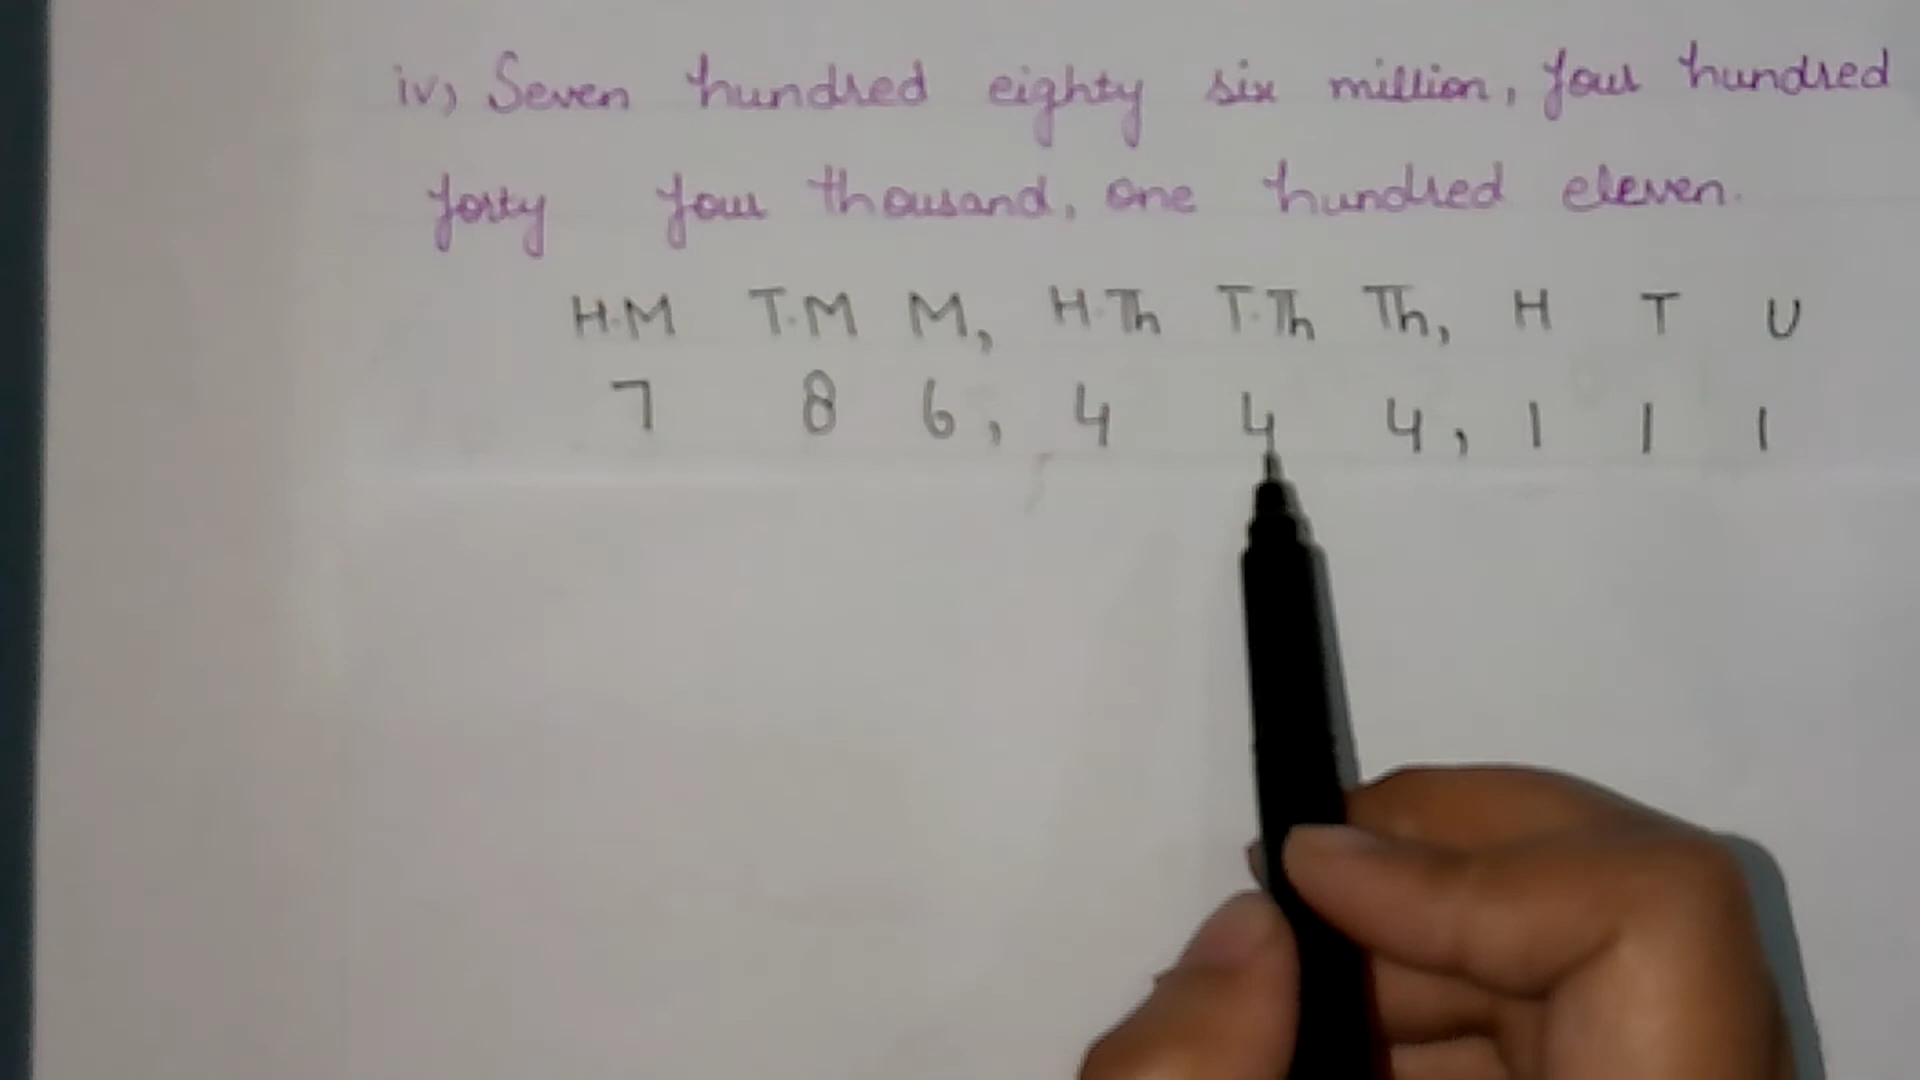 iv) Seven hundred eighty six million, four hundred
forty four thousand, one hundred eleven.
H.M T.M M, H.Th T.Th Th, H T U
7 8 6, 4 4 4, 1 1 1